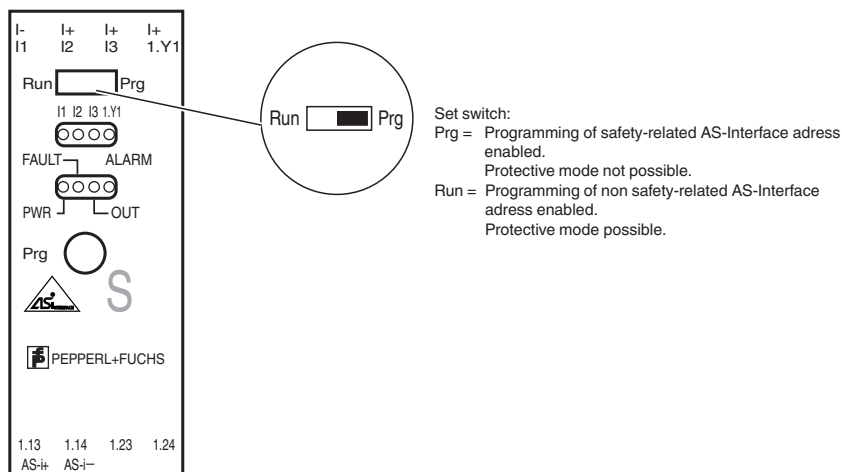 I- I+ I+ I+
I1 I2 I3 1.Y1
Run Prg
I1 I2 I3 1.Y1
FAULT ALARM
PWR OUT
Prg
AS-INTERFACE
S
PEPPERL+FUCHS
1.13 1.14 1.23 1.24
AS-i+ AS-i-
Run Prg
Set switch:
Prg = Programming of safety-related AS-Interface adress
enabled.
Protective mode not possible.
Run = Programming of non safety-related AS-Interface
adress enabled.
Protective mode possible.